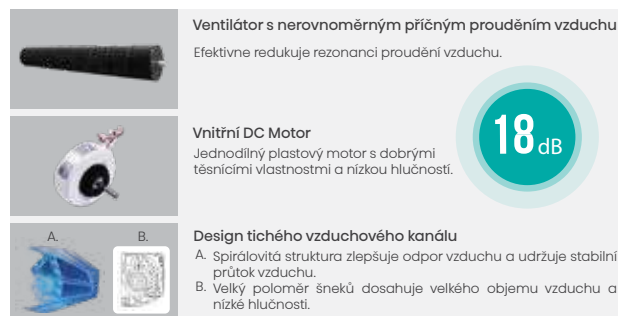 Ventilátor s nerovnoměrným příčným prouděním vzduchu
Efektivne redukuje rezonanci proudění vzduchu.
Vnitřní DC Motor
Jednodílný plastový motor s dobrými
těsnícími vlastnostmi a nízkou hlučností.
18 dB
A. B.
Design tichého vzduchového kanálu
A. Spirálovitá struktura zlepšuje odpor vzduchu a udržuje stabilní
průtok vzduchu.
B. Velký poloměr šneků dosahuje velkého objemu vzduchu a
nízké hlučnosti.